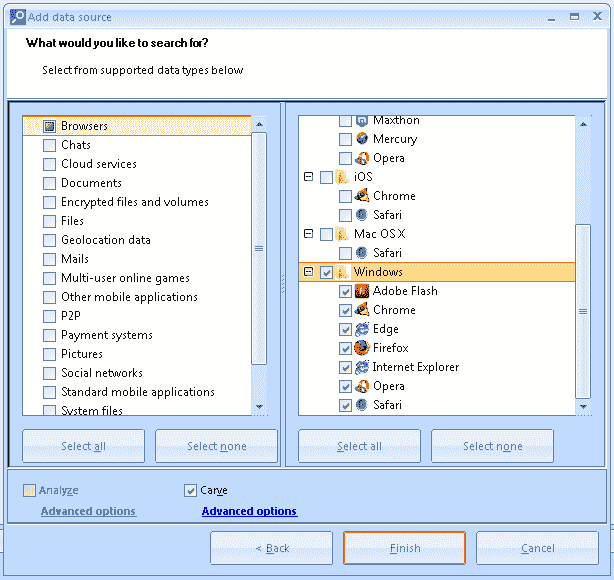 Add data source
What would you like to search for?
Select from supported data types below
Browsers
Chats
Cloud services
Documents
Encrypted files and volumes
Files
Geolocation data
Mails
Multi-user online games
Other mobile applications
P2P
Payment systems
Pictures
Social networks
Standard mobile applications
System files
Select all
Select none
Maxthon
Mercury
Opera
iOS
Chrome
Safari
Mac OS X
Safari
Windows
Adobe Flash
Chrome
Edge
Firefox
Internet Explorer
Opera
Safari
Select all
Select none
Analyze
Carve
Advanced options
Advanced options
< Back
Finish
Cancel